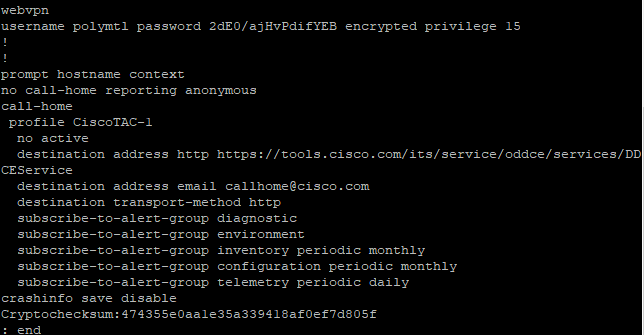 webvpn
username polymtl password 2dE0/ajHvPdifYEB encrypted privilege 15
!
!
prompt hostname context
no call-home reporting anonymous
call-home
 profile CiscoTAC-1
  no active
  destination address http https://tools.cisco.com/its/service/oddce/services/DD
CEService
  destination address email callhome@cisco.com
  destination transport-method http
  subscribe-to-alert-group diagnostic
  subscribe-to-alert-group environment
  subscribe-to-alert-group inventory periodic monthly
  subscribe-to-alert-group configuration periodic monthly
  subscribe-to-alert-group telemetry periodic daily
crashinfo save disable
Cryptochecksum:474355e0aa1e35a339418af0ef7d805f
: end